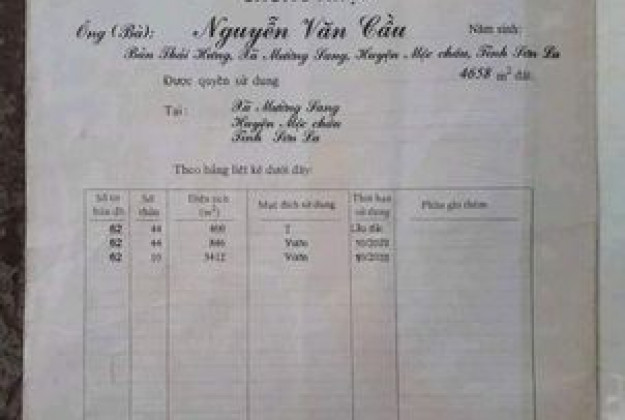 Ông (Bà): Nguyễn Văn Cầu Năm sinh:
Bản Thái Hưng, Xã Mường Sang, Huyện Mộc châu, Tỉnh Sơn La
Được quyền sử dụng 4658 m² đất
Tại: Xã Mường Sang
Huyện Mộc châu
Tỉnh Sơn La
Theo bảng liệt kê dưới đây:
Số tờ bản đồ Số thửa Diện tích (m²) Mục đích sử dụng Thời hạn sử dụng Phần ghi thêm
62 44 400 T Lâu dài
62 44 846 Vườn
62 3412 Vườn